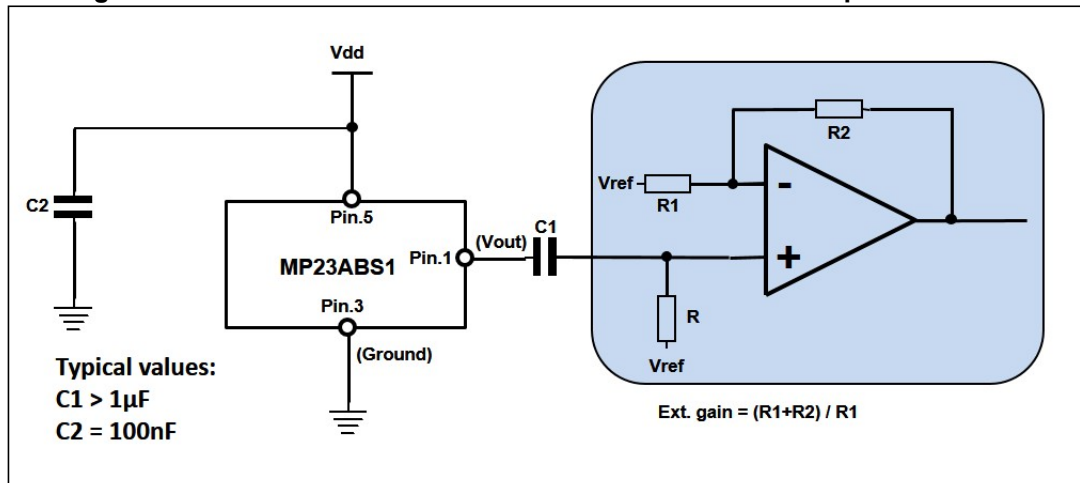 Vdd
C2
Pin.5
MP23ABS1
Pin.1
(Vout)
C1
Pin.3
(Ground)
R2
Vref
R1
-
+
R
Vref
Typical values:
C1 > 1µF
C2 = 100nF
Ext. gain = (R1+R2) / R1